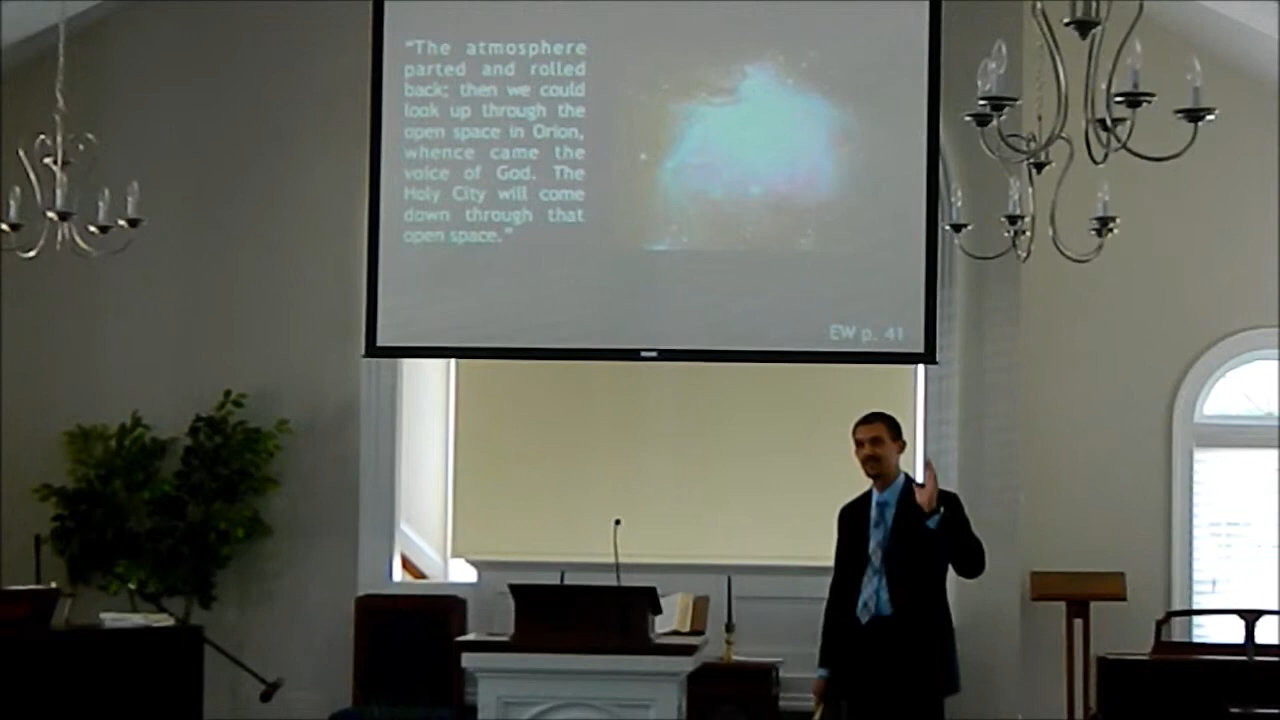 "The atmosphere
parted and rolled
back; then we could
look up through the
open space in Orion,
whence came the
voice of God. The
Holy City will come
down through that
open space."
EW p. 41